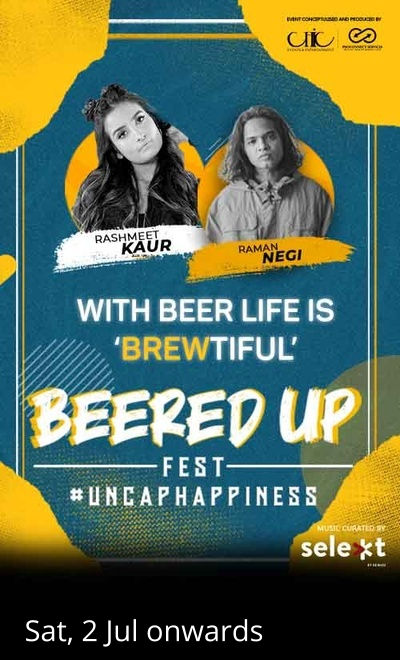 EVENT CONCEPTUALISED AND PRODUCED BY
RASHMEET
KAUR
RAMAN
NEGI
WITH BEER LIFE IS
‘BREWTIFUL’
BEERED UP
FEST
#UNCAPHAPPINESS
MUSIC CURATED BY
selekt
Sat, 2 Jul onwards